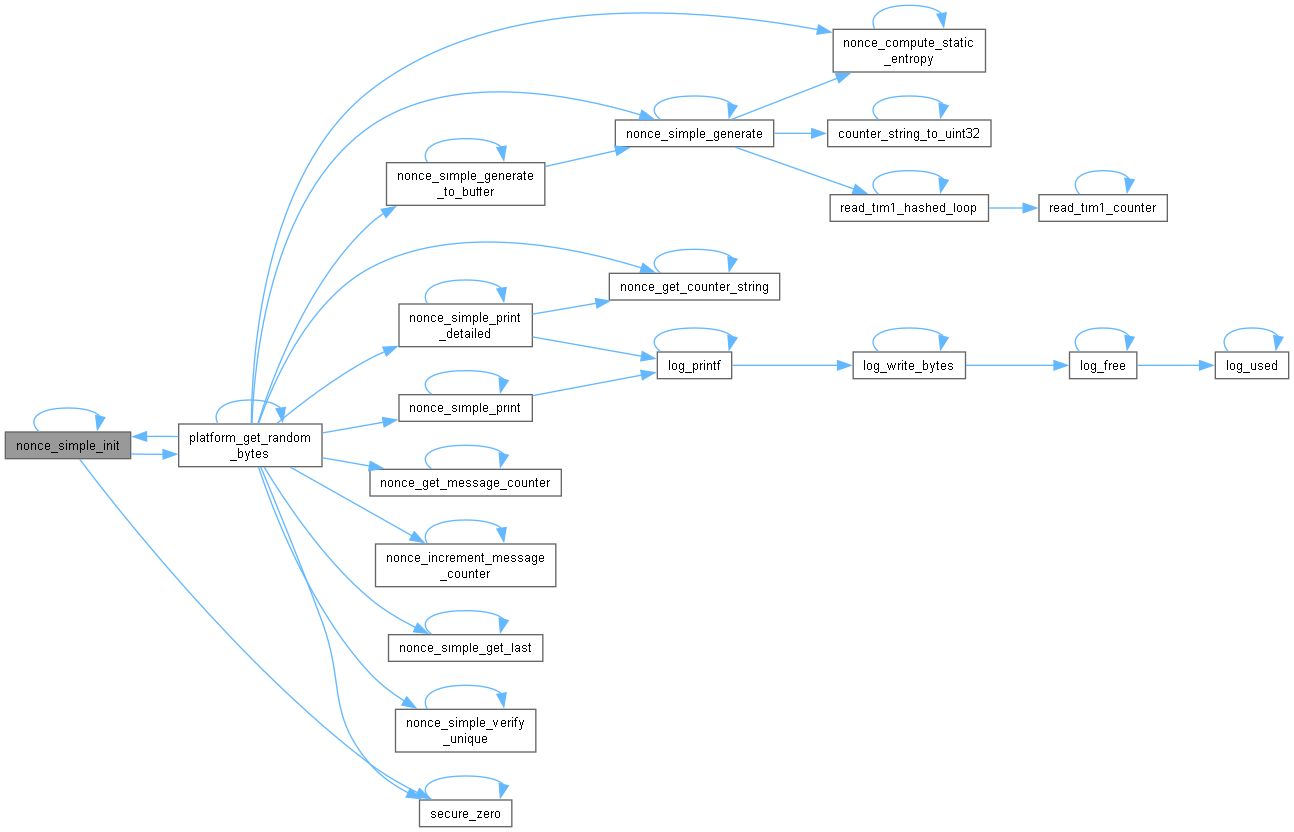 nonce_compute_static
_entropy
nonce_simple_generate
counter_string_to_uint32
nonce_simple_generate
_to_buffer
read_tim1_hashed_loop
read_tim1_counter
nonce_get_counter_string
nonce_simple_print
_detailed
log_printf
log_write_bytes
log_free
log_used
nonce_simple_print
nonce_simple_init
platform_get_random
_bytes
nonce_get_message_counter
nonce_increment_message
_counter
nonce_simple_get_last
nonce_simple_verify
_unique
secure_zero